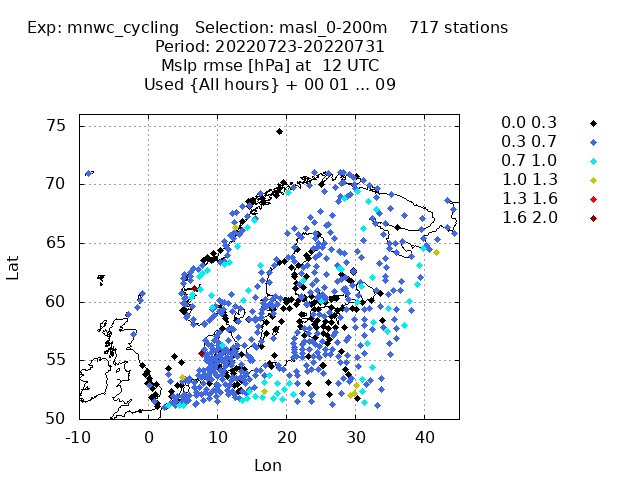 Exp: mnwc_cycling   Selection: masl_0-200m    717 stations
Period: 20220723-20220731
Mslp rmse [hPa] at  12 UTC
Used {All hours} + 00 01 ... 09
0.0 0.3
0.3 0.7
0.7 1.0
1.0 1.3
1.3 1.6
1.6 2.0
75
70
65
60
55
50
Lat
-10 0 10 20 30 40
Lon